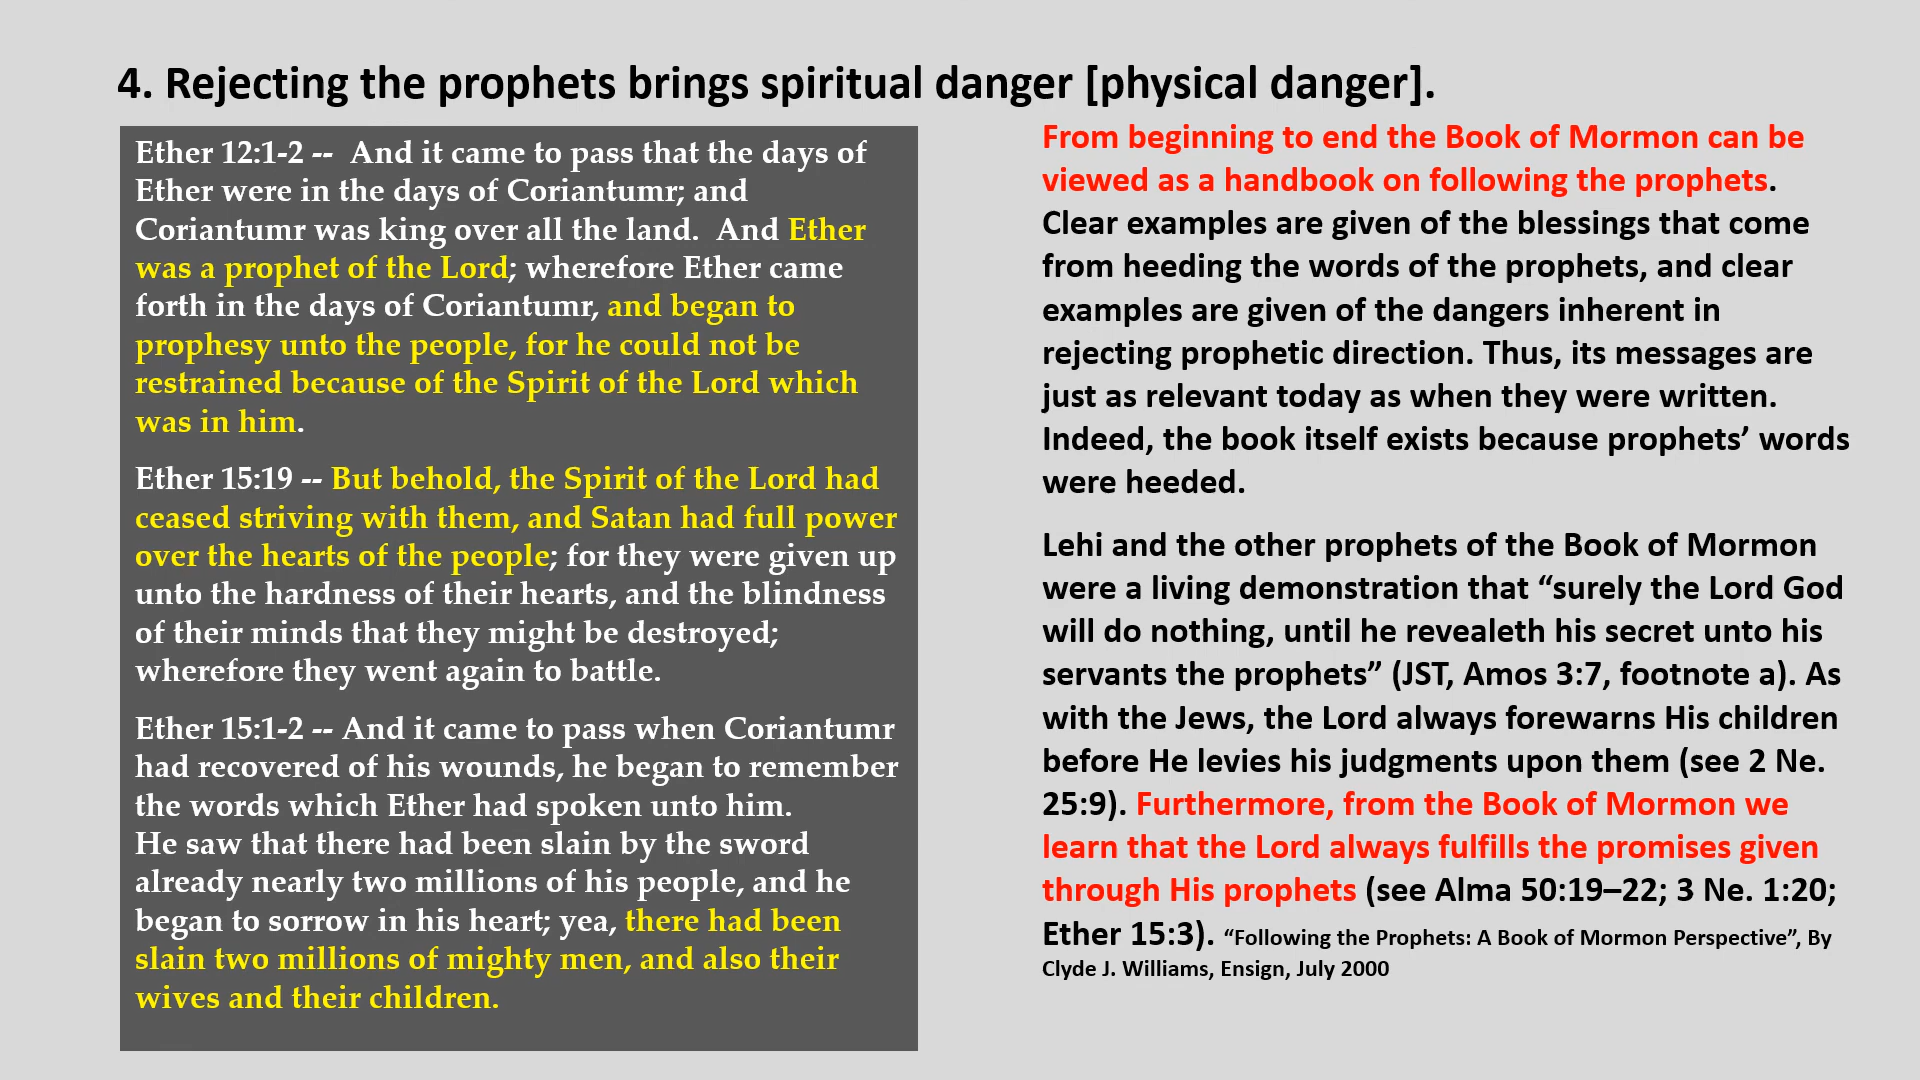 4. Rejecting the prophets brings spiritual danger [physical danger].
Ether 12:1-2 --  And it came to pass that the days of
Ether were in the days of Coriantumr; and
Coriantumr was king over all the land.  And Ether
was a prophet of the Lord; wherefore Ether came
forth in the days of Coriantumr, and began to
prophesy unto the people, for he could not be
restrained because of the Spirit of the Lord which
was in him.
Ether 15:19 -- But behold, the Spirit of the Lord had
ceased striving with them, and Satan had full power
over the hearts of the people; for they were given up
unto the hardness of their hearts, and the blindness
of their minds that they might be destroyed;
wherefore they went again to battle.
Ether 15:1-2 -- And it came to pass when Coriantumr
had recovered of his wounds, he began to remember
the words which Ether had spoken unto him.
He saw that there had been slain by the sword
already nearly two millions of his people, and he
began to sorrow in his heart; yea, there had been
slain two millions of mighty men, and also their
wives and their children.
From beginning to end the Book of Mormon can be
viewed as a handbook on following the prophets.
Clear examples are given of the blessings that come
from heeding the words of the prophets, and clear
examples are given of the dangers inherent in
rejecting prophetic direction. Thus, its messages are
just as relevant today as when they were written.
Indeed, the book itself exists because prophets’ words
were heeded.
Lehi and the other prophets of the Book of Mormon
were a living demonstration that “surely the Lord God
will do nothing, until he revealeth his secret unto his
servants the prophets” (JST, Amos 3:7, footnote a). As
with the Jews, the Lord always forewarns His children
before He levies his judgments upon them (see 2 Ne.
25:9). Furthermore, from the Book of Mormon we
learn that the Lord always fulfills the promises given
through His prophets (see Alma 50:19–22; 3 Ne. 1:20;
Ether 15:3). “Following the Prophets: A Book of Mormon Perspective”, By
Clyde J. Williams, Ensign, July 2000